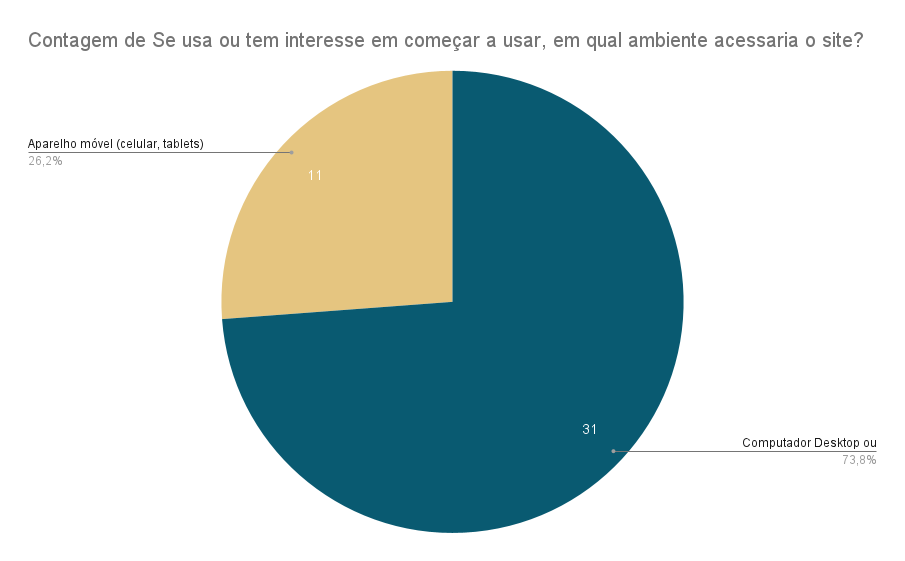 Contagem de Se usa ou tem interesse em começar a usar, em qual ambiente acessaria o site?
Aparelho móvel (celular, tablets)
26,2%
11
31
Computador Desktop ou
73,8%